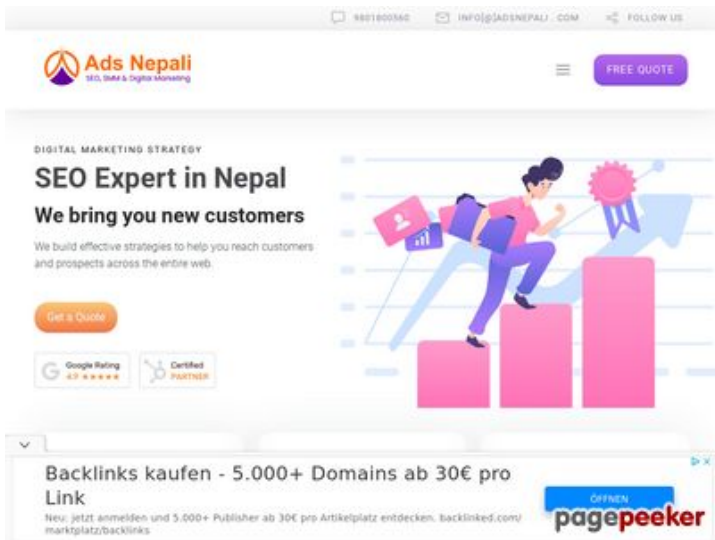 9801800560 INFO[@]ADSNEPALI . COM FOLLOW US
Ads Nepali
SEO, SMM & Digital Marketing
FREE QUOTE
DIGITAL MARKETING STRATEGY
SEO Expert in Nepal
We bring you new customers
We build effective strategies to help you reach customers
and prospects across the entire web.
Get a Quote
Google Rating
4.9 ★★★★★
Certified
PARTNER
Backlinks kaufen - 5.000+ Domains ab 30€ pro
Link
ÖFFNEN
Neu: jetzt anmelden und 5.000+ Publisher ab 30€ pro Artikelplatz entdecken. backlinked.com/
marktplatz/backlinks
pagepeeker